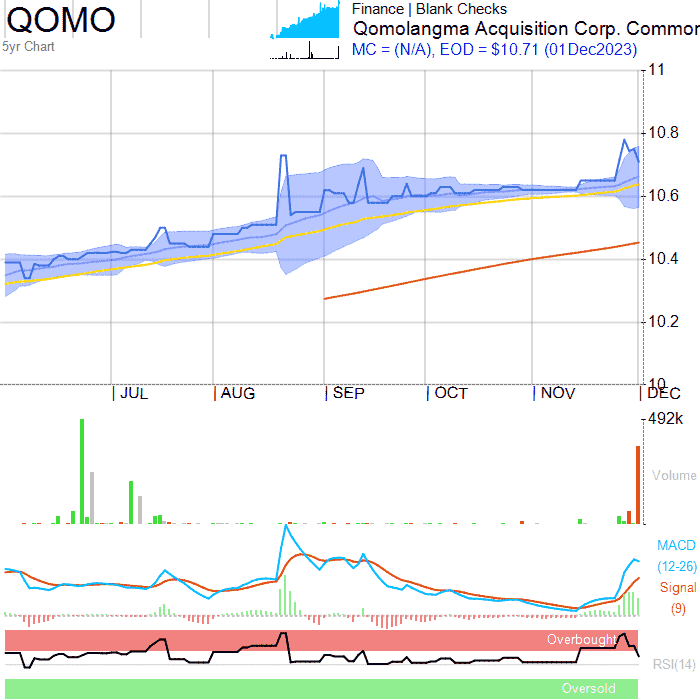 QOMO
Finance | Blank Checks
Qomolangma Acquisition Corp. Common
5yr Chart
MC = (N/A), EOD = $10.71 (01Dec2023)
11
10.8
10.6
10.4
10.2
10
JUL AUG SEP OCT NOV DEC
492k
Volume
MACD
(12-26)
Signal
(9)
Overbought
RSI(14)
Oversold